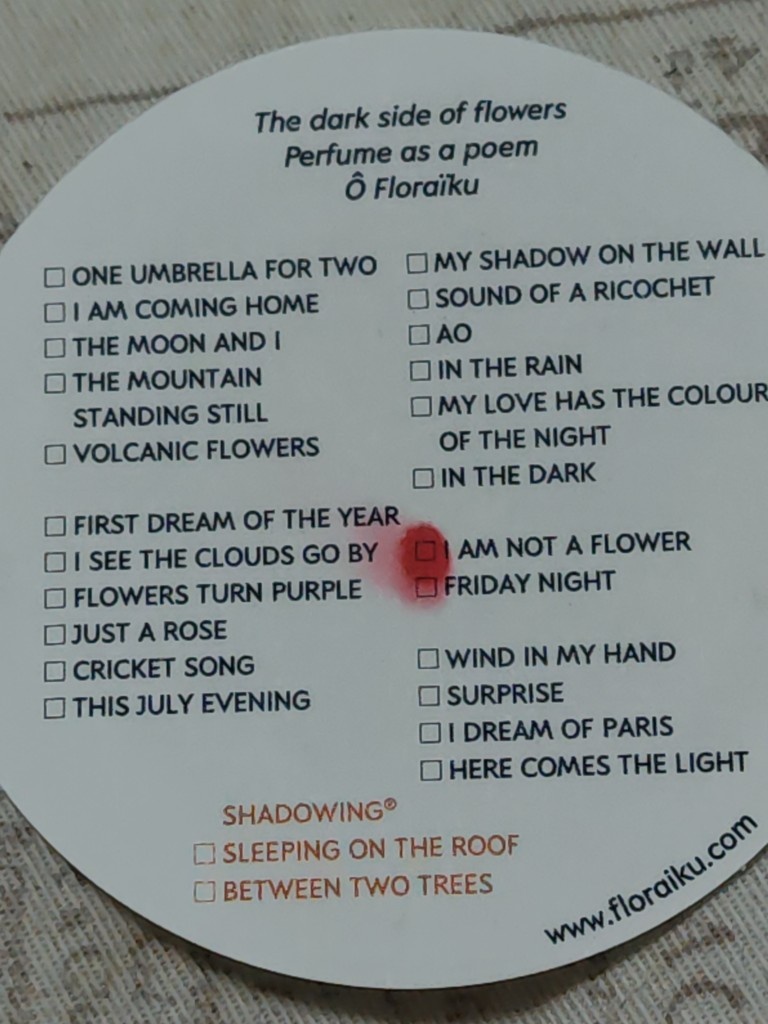 The dark side of flowers
Perfume as a poem
Ô Floraïku
☐ ONE UMBRELLA FOR TWO
☐ I AM COMING HOME
☐ THE MOON AND I
☐ THE MOUNTAIN
STANDING STILL
☐ VOLCANIC FLOWERS
☐ FIRST DREAM OF THE YEAR
☐ I SEE THE CLOUDS GO BY
☐ FLOWERS TURN PURPLE
☐ JUST A ROSE
☐ CRICKET SONG
☐ THIS JULY EVENING
☐ MY SHADOW ON THE WALL
☐ SOUND OF A RICOCHET
☐ AO
☐ IN THE RAIN
☐ MY LOVE HAS THE COLOUR
OF THE NIGHT
☐ IN THE DARK
☐ I AM NOT A FLOWER
☐ FRIDAY NIGHT
☐ WIND IN MY HAND
☐ SURPRISE
☐ I DREAM OF PARIS
☐ HERE COMES THE LIGHT
SHADOWING®
☐ SLEEPING ON THE ROOF
☐ BETWEEN TWO TREES
www.floraiku.com